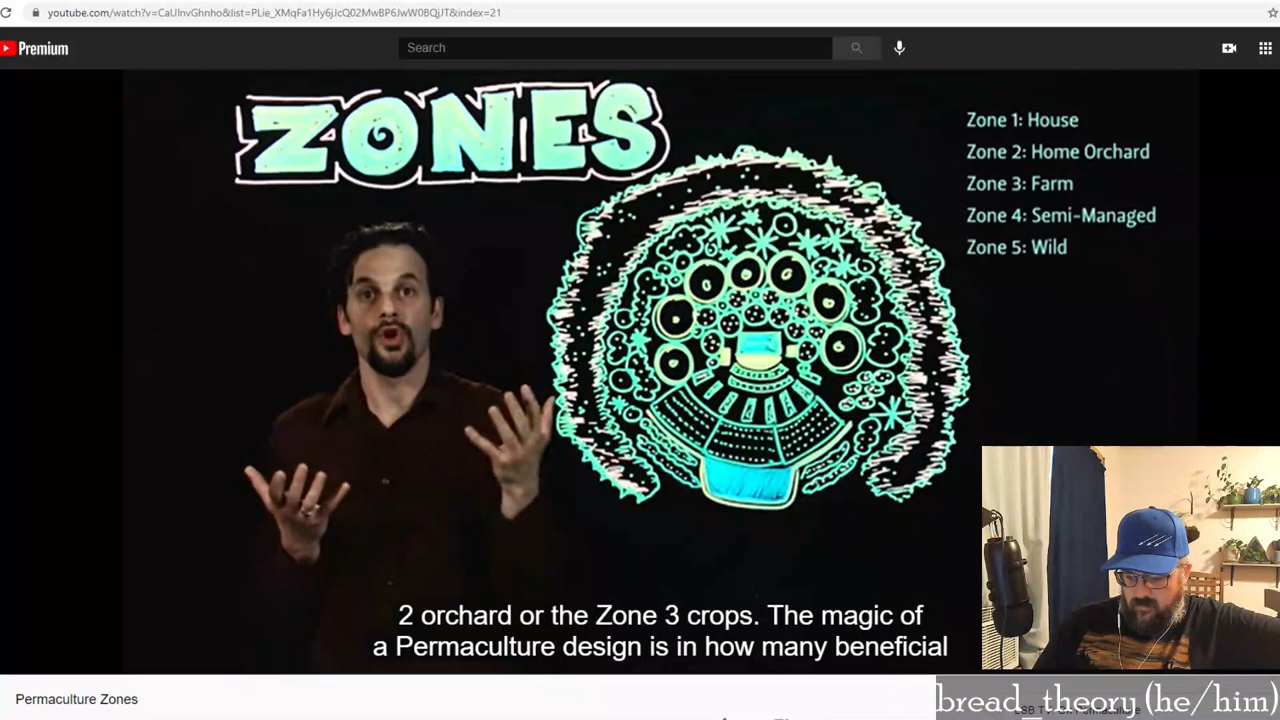 youtube.com/watch?v=CaUlnvGhnho&list=PLie_XMqFa1Hy6jJcQ02MwBP6JwW0BQjJT&index=21
Premium
Search
ZONES
Zone 1: House
Zone 2: Home Orchard
Zone 3: Farm
Zone 4: Semi-Managed
Zone 5: Wild
2 orchard or the Zone 3 crops. The magic of
a Permaculture design is in how many beneficial
Permaculture Zones
bread_theory (he/him)